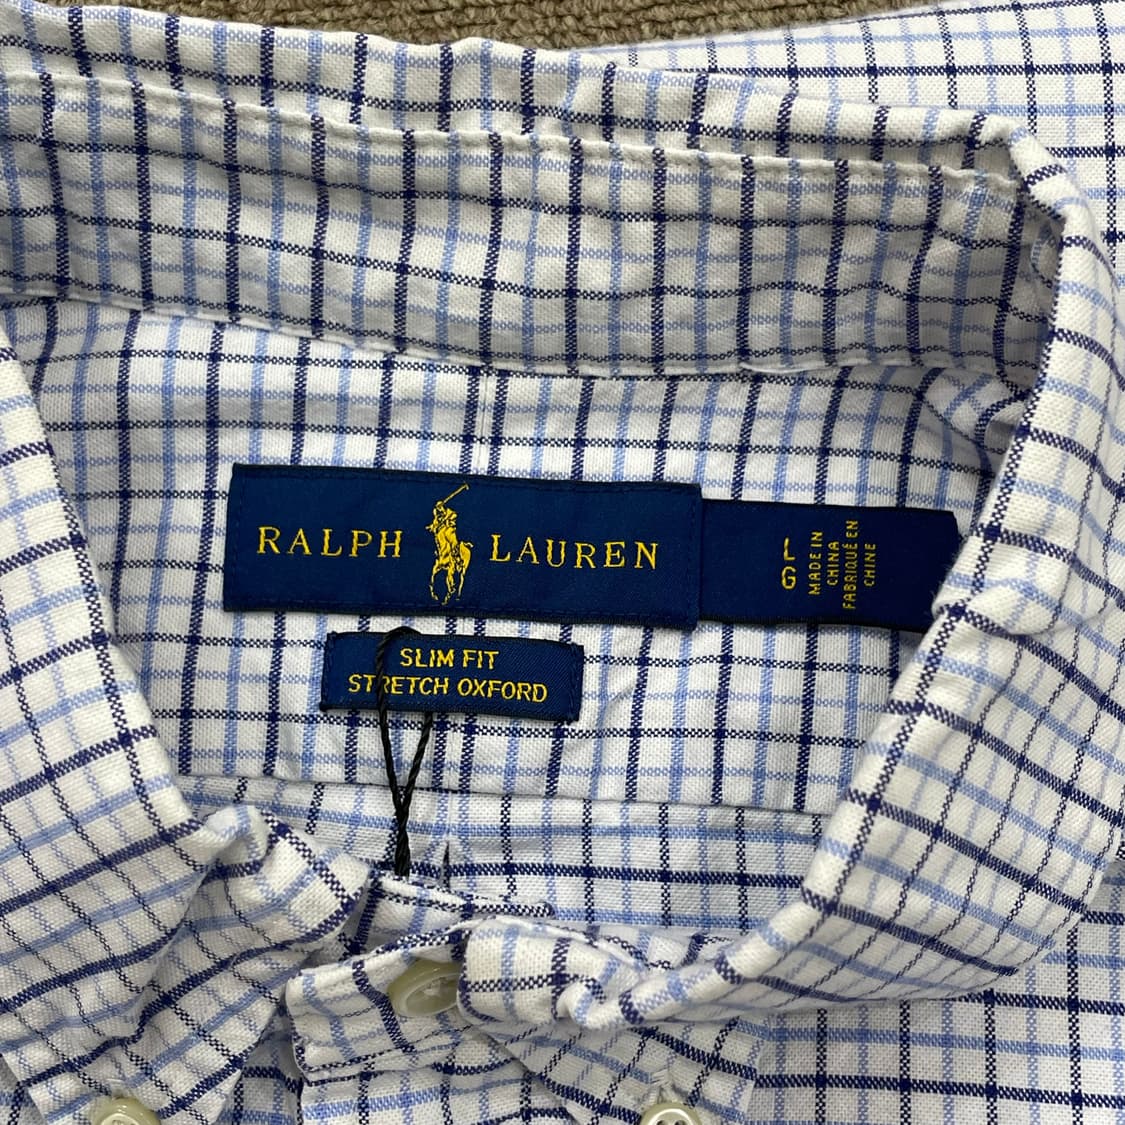 RALPH LAUREN
L
G
MADE IN
CHINA
FABRIQUÉ EN
CHINE
SLIM FIT
STRETCH OXFORD